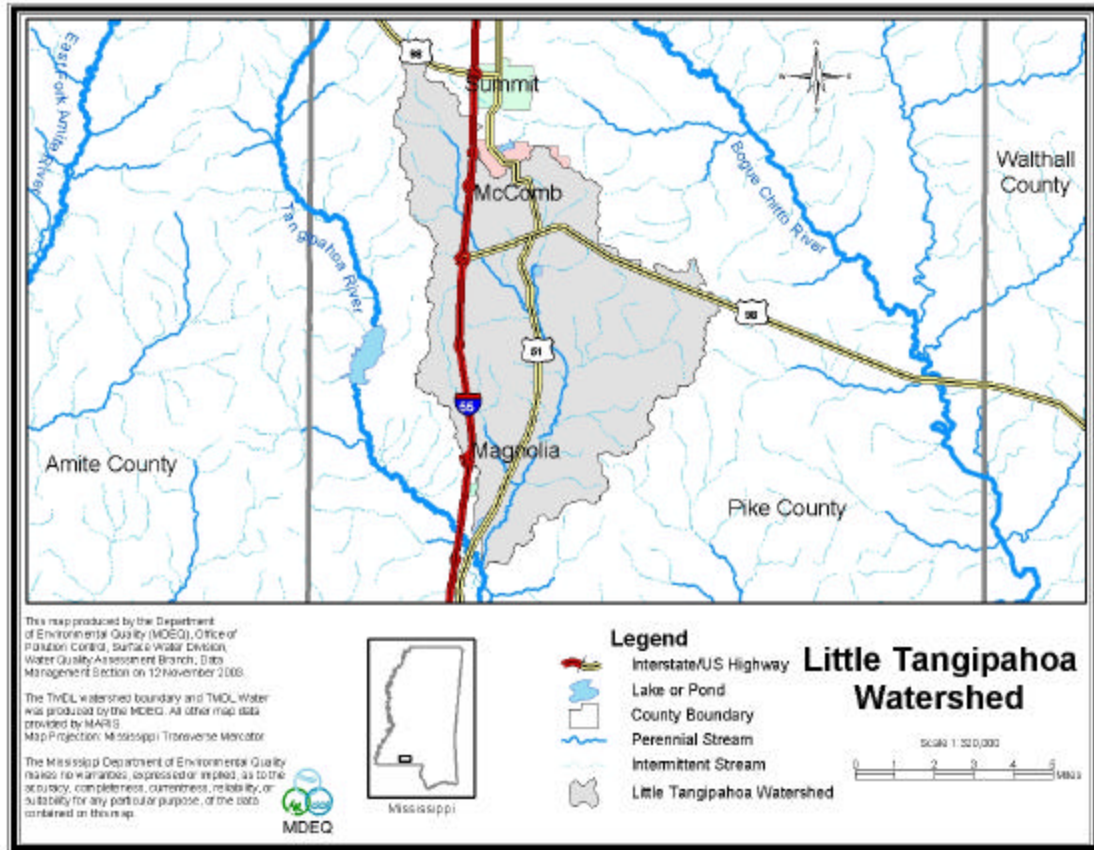 East Fork Amite River
98
Summit
McComb
Tangipahoa River
Bogue Chitto River
Walthall
County
98
51
55
Magnolia
Amite County
Pike County
This map produced by the Department
of Environmental Quality (MDEQ), Office of
Pollution Control, Surface Water Division,
Water Quality Assessment Branch, Data
Management Section on 12 November 2003.
The TMDL watershed boundary and TMDL Water
was produced by the MDEQ. All other map data
provided by MARIS.
Map Projection: Mississippi Transverse Mercator
The Mississippi Department of Environmental Quality
makes no warranties, expressed or implied, as to the
accuracy, completeness, currentness, reliability, or
suitability for any particular purpose, of the data
contained on this map.
MDEQ
Mississippi
Legend
Interstate/US Highway
Lake or Pond
County Boundary
Perennial Stream
Intermittent Stream
Little Tangipahoa Watershed
Little Tangipahoa
Watershed
Scale 1:320,000
0 1 2 3 4 5
Miles